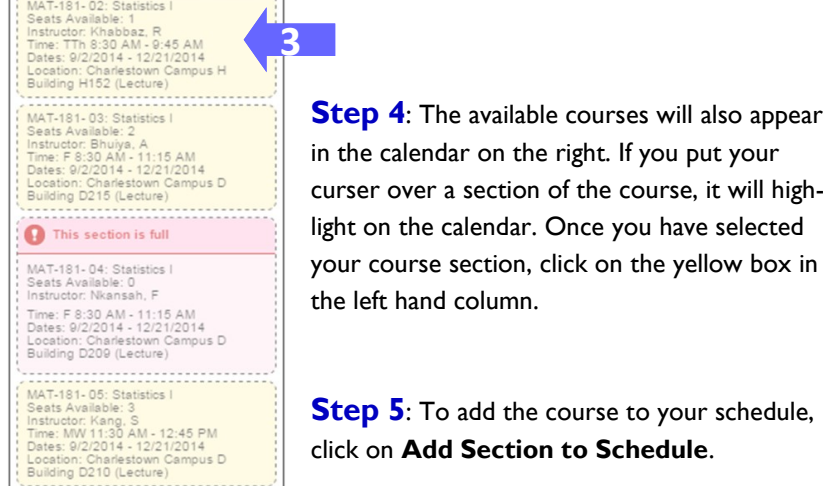 MAT-181- 02: Statistics I
Seats Available: 1
Instructor: Khabbaz, R
Time: TTh 8:30 AM - 9:45 AM
Dates: 9/2/2014 - 12/21/2014
Location: Charlestown Campus H
Building H152 (Lecture)
3
MAT-181- 03: Statistics I
Seats Available: 2
Instructor: Bhuiya, A
Time: F 8:30 AM - 11:15 AM
Dates: 9/2/2014 - 12/21/2014
Location: Charlestown Campus D
Building D215 (Lecture)
This section is full
MAT-181- 04: Statistics I
Seats Available: 0
Instructor: Nkansah, F
Time: F 8:30 AM - 11:15 AM
Dates: 9/2/2014 - 12/21/2014
Location: Charlestown Campus D
Building D209 (Lecture)
MAT-181- 05: Statistics I
Seats Available: 3
Instructor: Kang, S
Time: MW 11:30 AM - 12:45 PM
Dates: 9/2/2014 - 12/21/2014
Location: Charlestown Campus D
Building D210 (Lecture)
Step 4: The available courses will also appear
in the calendar on the right. If you put your
curser over a section of the course, it will high-
light on the calendar. Once you have selected
your course section, click on the yellow box in
the left hand column.
Step 5: To add the course to your schedule,
click on Add Section to Schedule.